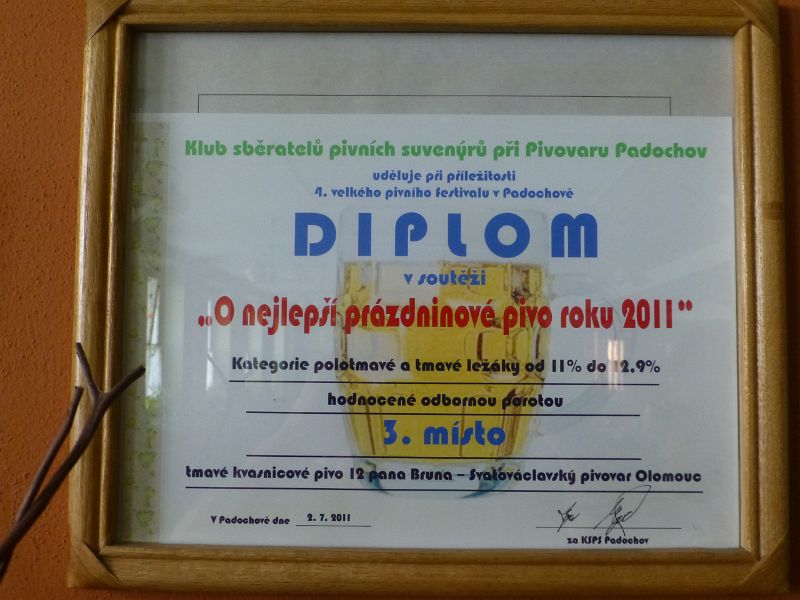 Klub sběratelů pivních suvenýrů při Pivovaru Padochov
uděluje při příležitosti
4. velkého pivního festivalu v Padochově
DIPLOM
v soutěži
„O nejlepší prázdninové pivo roku 2011“
Kategorie polotmavé a tmavé ležáky od 11% do 12,9%
hodnocené odbornou porotou
3. místo
tmavé kvasnicové pivo 12 pana Bruna – Svatováclavský pivovar Olomouc
V Padochově dne 2. 7. 2011
za KSPS Padochov